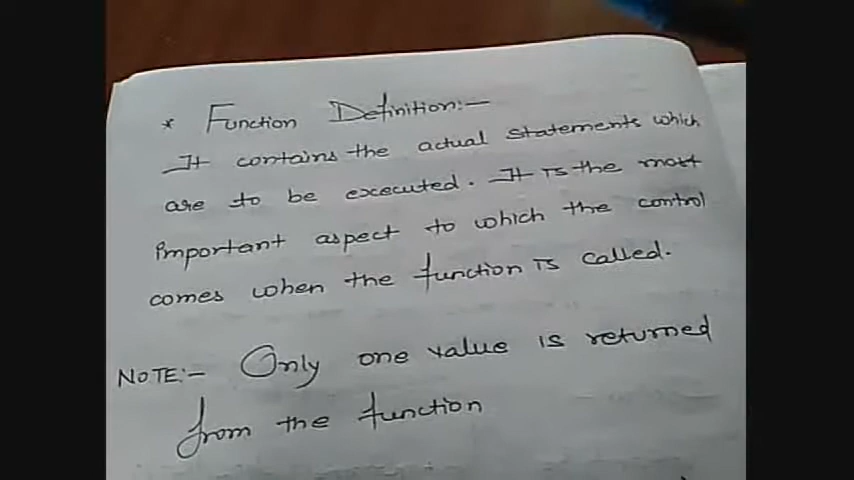 * Function Definition:-
It contains the actual statements which
are to be executed. It is the most
important aspect to which the control
comes when the function is called.
NOTE:- Only one value is returned
from the function